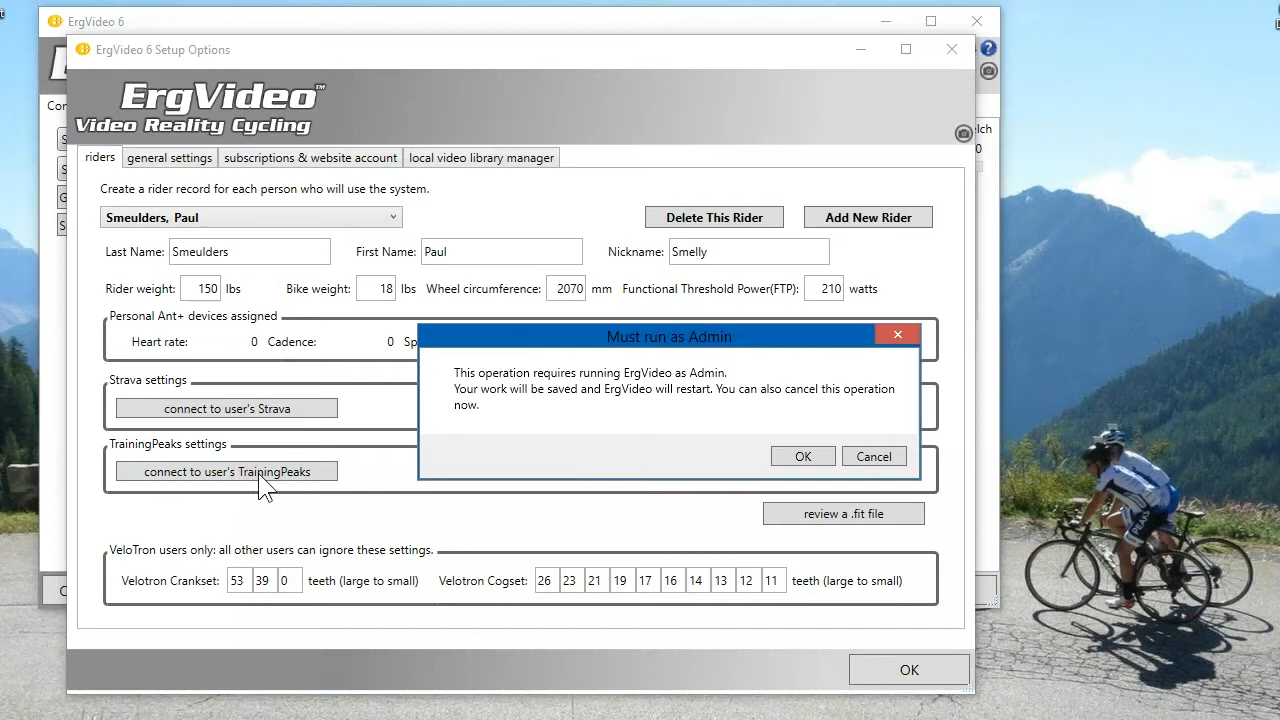 ErgVideo 6
ErgVideo 6 Setup Options
ErgVideo™
Video Reality Cycling
riders
general settings
subscriptions & website account
local video library manager
Create a rider record for each person who will use the system.
Smeulders, Paul
Delete This Rider
Add New Rider
Last Name: Smeulders
First Name: Paul
Nickname: Smelly
Rider weight: 150 lbs
Bike weight: 18 lbs
Wheel circumference: 2070 mm
Functional Threshold Power(FTP): 210 watts
Personal Ant+ devices assigned
Heart rate: 0
Cadence: 0
Must run as Admin
This operation requires running ErgVideo as Admin.
Your work will be saved and ErgVideo will restart. You can also cancel this operation
now.
OK
Cancel
Strava settings
connect to user's Strava
TrainingPeaks settings
connect to user's TrainingPeaks
review a .fit file
VeloTron users only: all other users can ignore these settings.
Velotron Crankset: 53 39 0 teeth (large to small)
Velotron Cogset: 26 23 21 19 17 16 14 13 12 11 teeth (large to small)
OK